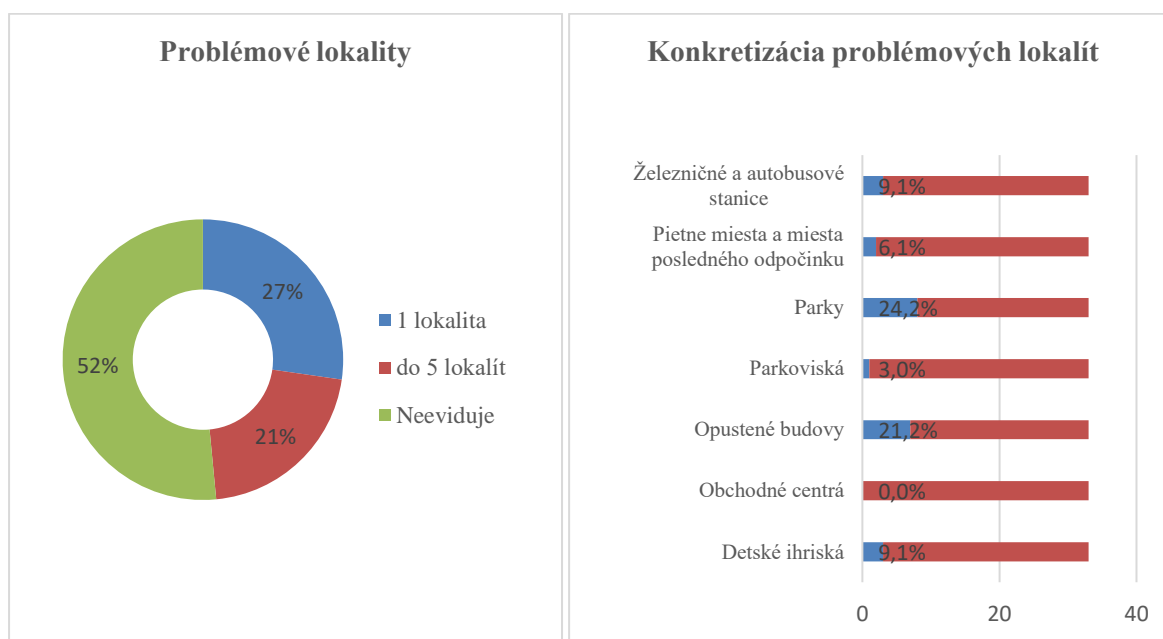 Problémové lokality
27%
21%
52%
1 lokalita
do 5 lokalít
Neeviduje
Konkretizácia problémových lokalít
Železničné a autobusové
stanice
9,1%
Pietne miesta a miesta
posledného odpočinku
6,1%
Parky
24,2%
Parkoviská
3,0%
Opustené budovy
21,2%
Obchodné centrá
0,0%
Detské ihriská
9,1%
0 20 40